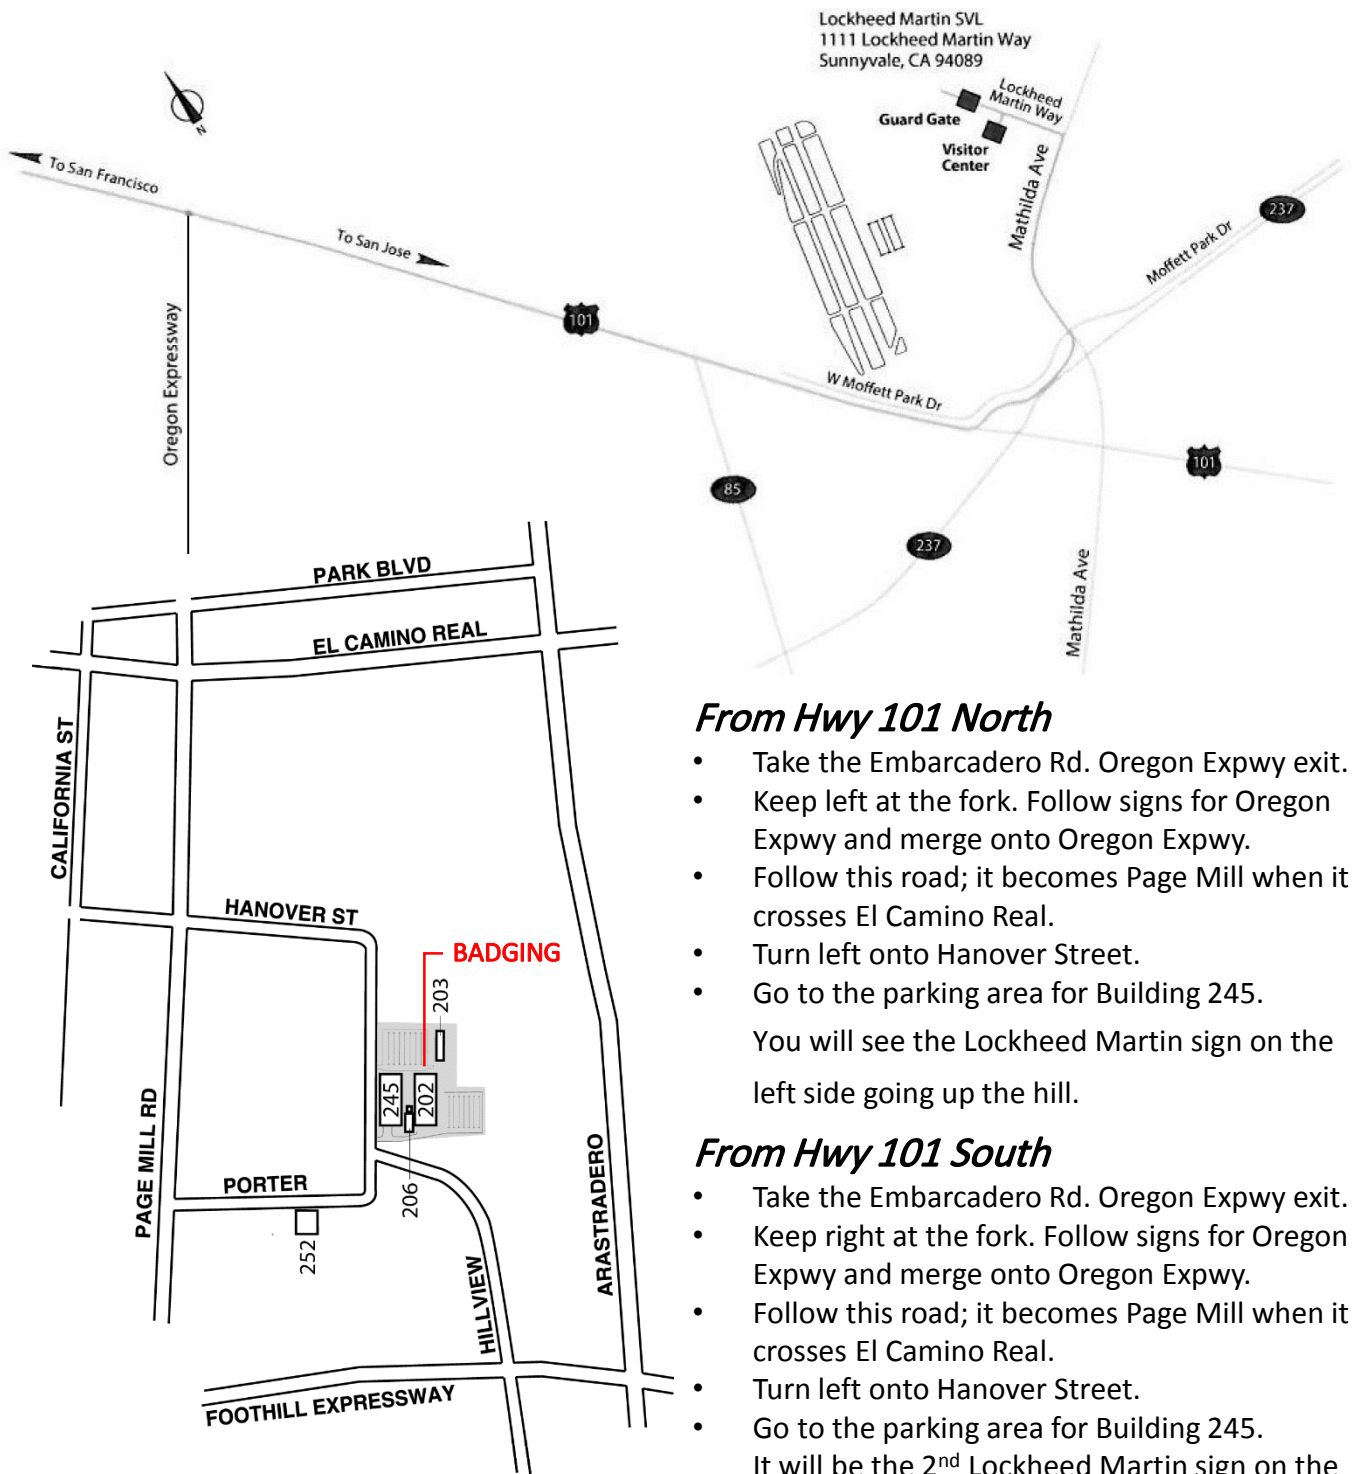 Lockheed Martin SVL
1111 Lockheed Martin Way
Sunnyvale, CA 94089
Lockheed
Martin Way
Guard Gate
Visitor
Center
N
To San Francisco
To San Jose
Mathilda Ave
237
Moffett Park Dr
101
Oregon Expressway
W Moffett Park Dr
101
85
237
Mathilda Ave
PARK BLVD
EL CAMINO REAL
CALIFORNIA ST
HANOVER ST
BADGING
203
245
202
206
PAGE MILL RD
PORTER
252
HILLVIEW
ARASTRADERO
FOOTHILL EXPRESSWAY
From Hwy 101 North
• Take the Embarcadero Rd. Oregon Expwy exit.
• Keep left at the fork. Follow signs for Oregon
Expwy and merge onto Oregon Expwy.
• Follow this road; it becomes Page Mill when it
crosses El Camino Real.
• Turn left onto Hanover Street.
• Go to the parking area for Building 245.
You will see the Lockheed Martin sign on the
left side going up the hill.
From Hwy 101 South
• Take the Embarcadero Rd. Oregon Expwy exit.
• Keep right at the fork. Follow signs for Oregon
Expwy and merge onto Oregon Expwy.
• Follow this road; it becomes Page Mill when it
crosses El Camino Real.
• Turn left onto Hanover Street.
• Go to the parking area for Building 245.
It will be the 2nd Lockheed Martin sign on the